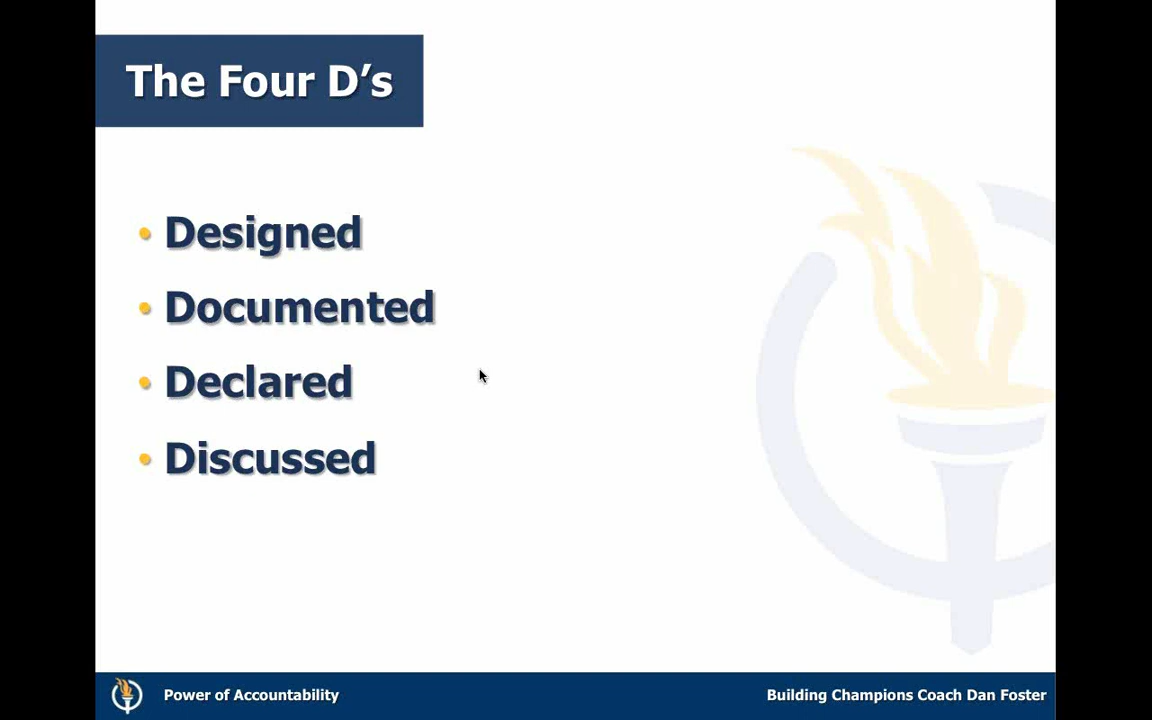 The Four D’s
• Designed
• Documented
• Declared
• Discussed
Power of Accountability
Building Champions Coach Dan Foster